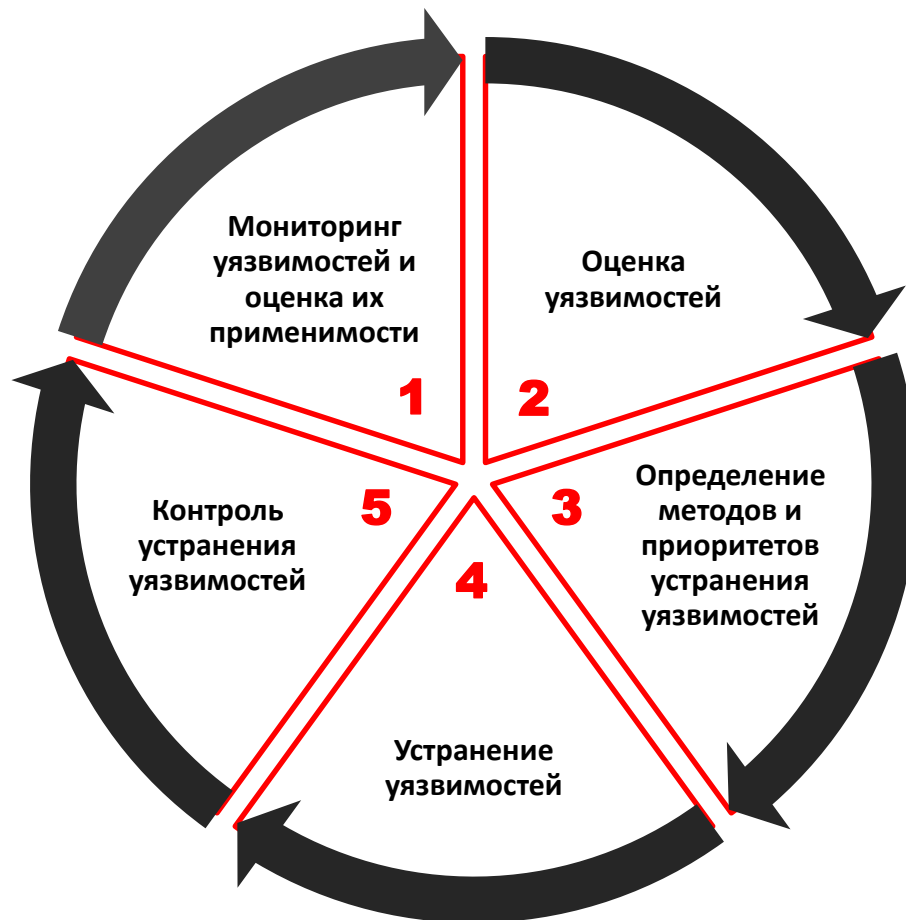 Мониторинг
уязвимостей и
оценка их
применимости
1
Оценка
уязвимостей
2
Определение
методов и
приоритетов
устранения
уязвимостей
3
Устранение
уязвимостей
4
Контроль
устранения
уязвимостей
5